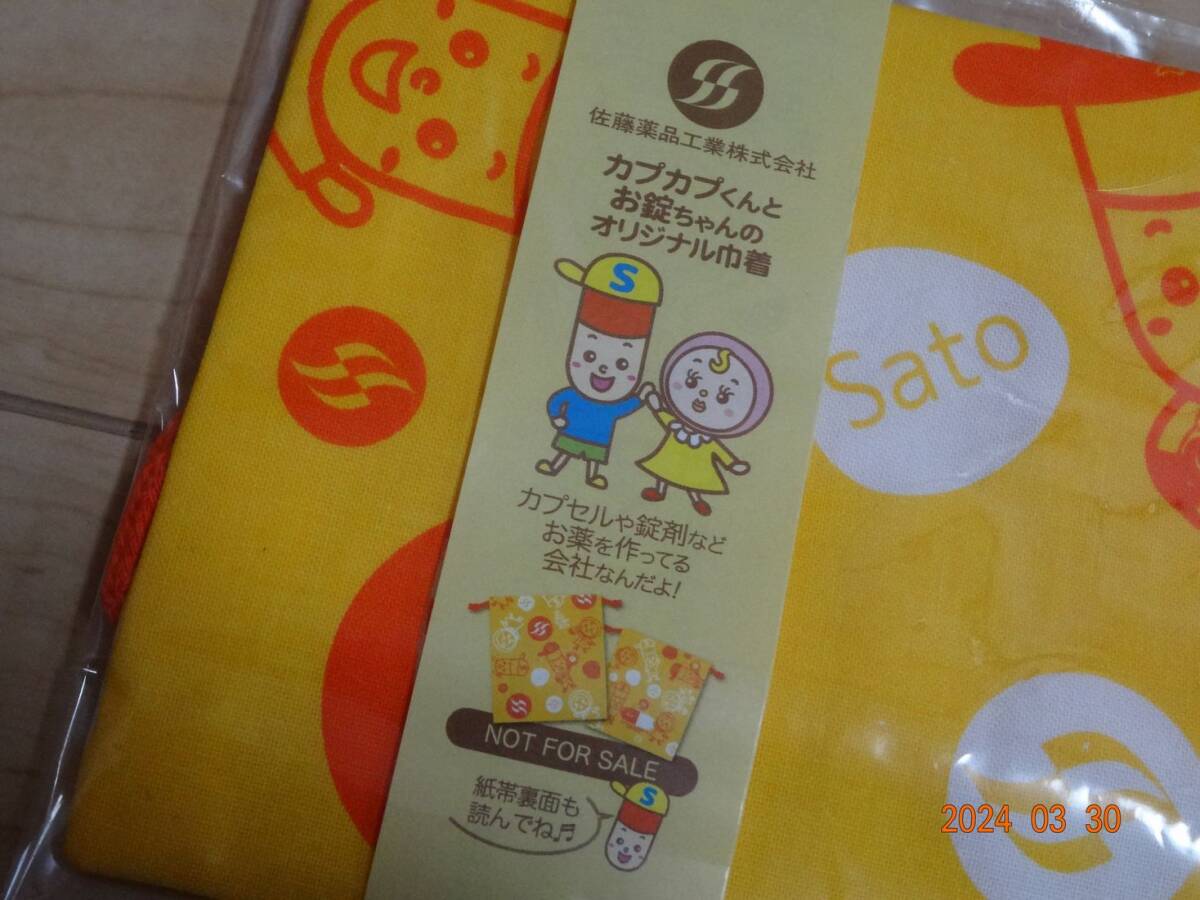 佐藤薬品工業株式会社
カプカプくんと
お錠ちゃんの
オリジナル巾着
S
Sato
カプセルや錠剤など
お薬を作ってる
会社なんだよ!
NOT FOR SALE
紙帯裏面も
読んでね♬
S
2024 03 30